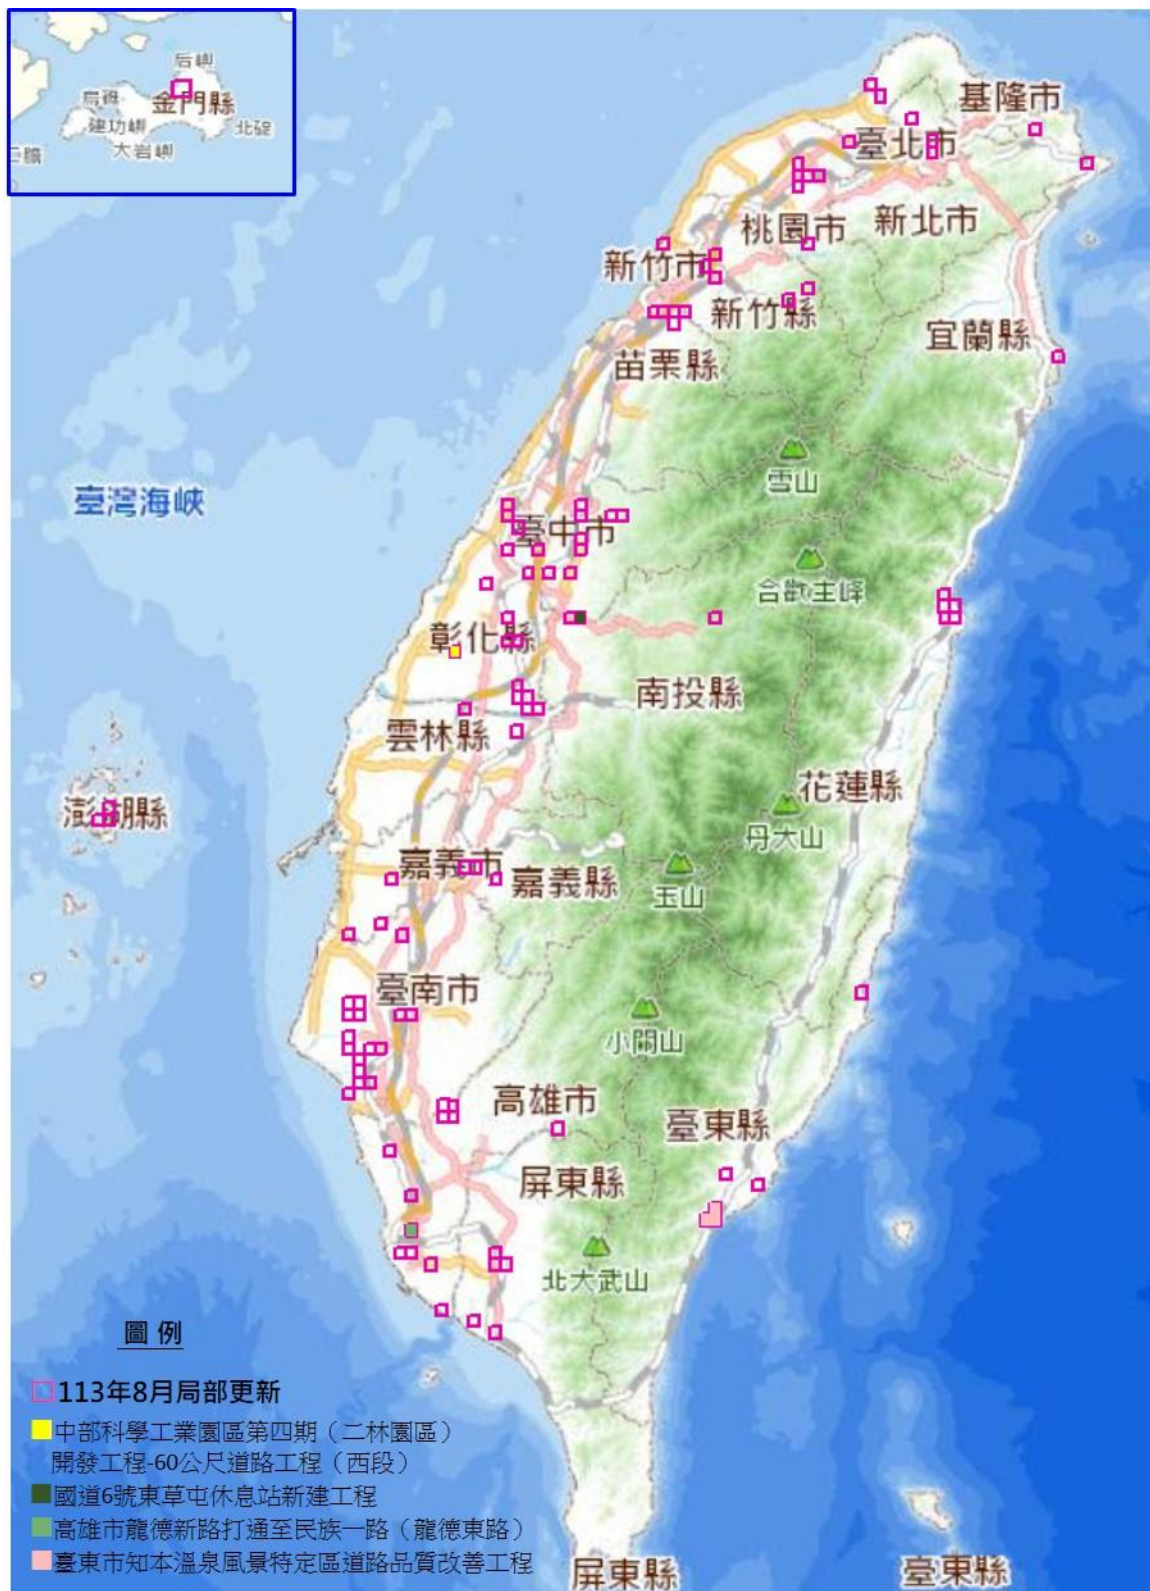 后嶼
烏礁
金門縣
建功嶼
北碇
大岩嶼
二膽
基隆市
臺北市
新北市
桃園市
新竹市
新竹縣
宜蘭縣
苗栗縣
雪山
臺灣海峽
臺中市
合歡主峰
彰化縣
南投縣
雲林縣
花蓮縣
澎湖縣
丹大山
嘉義市
嘉義縣
玉山
臺南市
小關山
高雄市
臺東縣
屏東縣
北大武山
圖例
113年8月局部更新
中部科學工業園區第四期（二林園區）
開發工程-60公尺道路工程（西段）
國道6號東草屯休息站新建工程
高雄市龍德新路打通至民族一路（龍德東路）
臺東市知本溫泉風景特定區道路品質改善工程
屏東縣
臺東縣